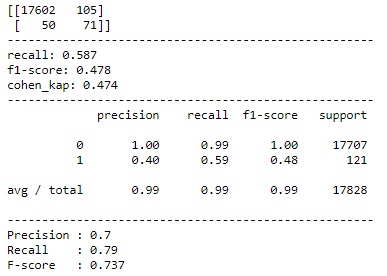 [[17602   105]
 [   50    71]]
------------------------------------------------------
recall: 0.587
f1-score: 0.478
cohen_kap: 0.474
------------------------------------------------------
             precision    recall  f1-score   support

          0       1.00      0.99      1.00     17707
          1       0.40      0.59      0.48       121

avg / total       0.99      0.99      0.99     17828

------------------------------------------------------
Precision : 0.7
Recall    : 0.79
F-score   : 0.737